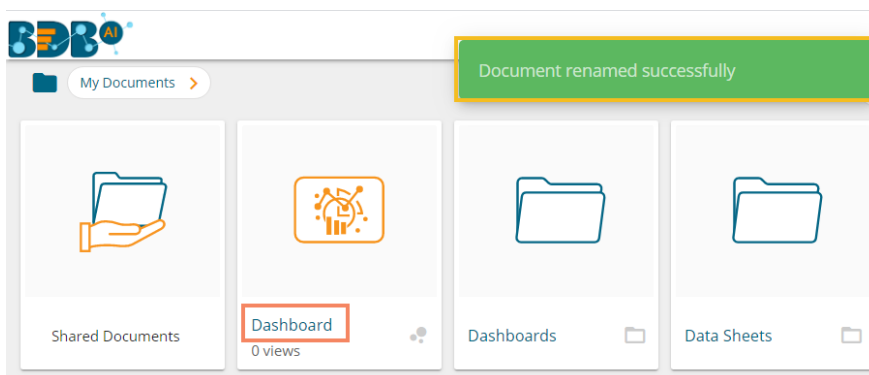 BDB AI
My Documents >
Document renamed successfully
Shared Documents
Dashboard
0 views
Dashboards
Data Sheets